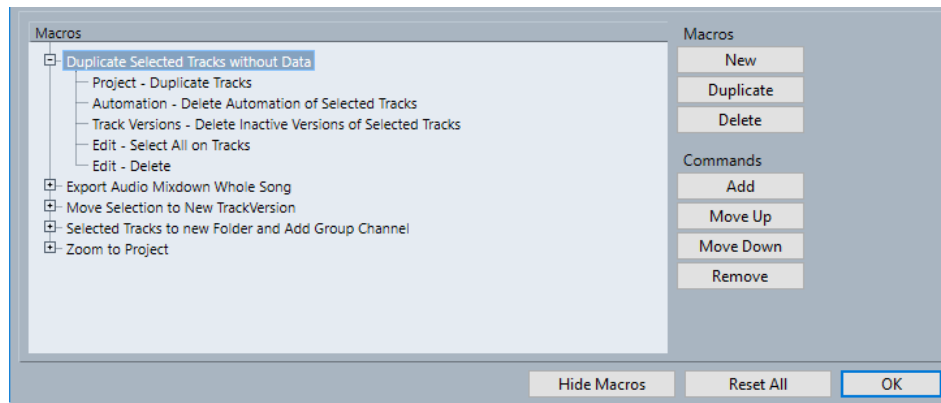 Macros
Duplicate Selected Tracks without Data
Project - Duplicate Tracks
Automation - Delete Automation of Selected Tracks
Track Versions - Delete Inactive Versions of Selected Tracks
Edit - Select All on Tracks
Edit - Delete
Export Audio Mixdown Whole Song
Move Selection to New TrackVersion
Selected Tracks to new Folder and Add Group Channel
Zoom to Project
Macros
New
Duplicate
Delete
Commands
Add
Move Up
Move Down
Remove
Hide Macros
Reset All
OK